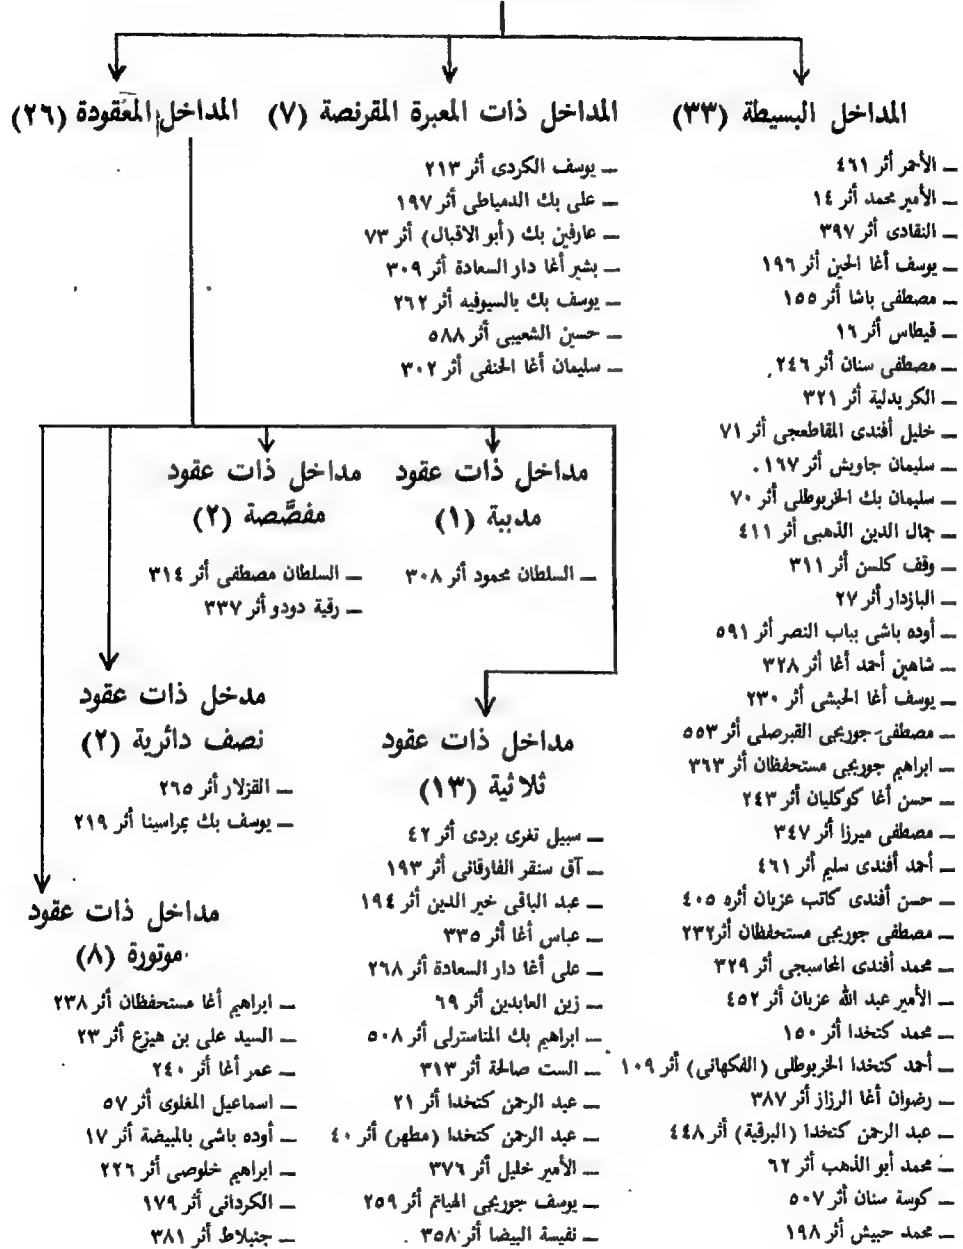 المداخل البسيطة (٣٣)
ــ الأحمر أثر ٤٦١
ــ الأمير محمد أثر ١٤
ــ النقادى أثر ٣٩٧
ــ يوسف أغا الحين أثر ١٩٦
ــ مصطفى باشا أثر ١٥٥
ــ قيطاس أثر ١٦
ــ مصطفى سنان أثر ٢٤٦
ــ الكريدلية أثر ٣٢١
ــ خليل أفندى المقاطعجى أثر ٧١
ــ سليمان جاويش أثر ١٦٧
ــ سليمان بك الخربوطلى أثر ٧٠
ــ جمال الدين الذهبى أثر ٤١١
ــ وقف كلسن أثر ٣١١
ــ البازدار أثر ٢٧
ــ أوده باشى بباب النصر أثر ٥٩١
ــ شاهين أحمد أغا أثر ٣٢٨
ــ يوسف أغا الحبشى أثر ٢٣٠
ــ مصطفى جوربجى القبرصلى أثر ٥٥٣
ــ ابراهيم جوربجى مستحفظان أثر ٣٦٣
ــ حسن أغا كوكليان أثر ٢٤٣
ــ مصطفى ميرزا أثر ٣٤٧
ــ أحمد أفندى سليم أثر ٤٦١
ــ حسن أفندى كاتب عزبان أثره ٤٠٥
ــ مصطفى جوربجى مستحفظان أثر٢٣٢
ــ محمد أفندى المحاسبجى أثر ٣٢٩
ــ الأمير عبد الله عزبان أثر ٤٥٢
ــ محمد كتخدا أثر ١٥٠
ــ أحمد كتخدا الخربوطلى (الفكهانى) أثر ١٠٩
ــ رضوان أغا الرزاز أثر ٣٨٧
ــ عبد الرحمن كتخدا (البرقية) أثر ٤٤٨
ــ محمد أبو الذهب أثر ٦٢
ــ كوسة سنان أثر ٥٠٧
ــ محمد حبيش أثر ١٩٨
المداخل ذات المعبرة المقرنصة (٧)
ــ يوسف الكردى أثر ٢١٣
ــ على بك الدمياطى أثر ١٩٧
ــ عارفين بك (أبو الاقبال) أثر ٧٣
ــ بشير أغا دار السعادة أثر ٣٠٩
ــ يوسف بك بالسيوفيه أثر ٢٦٢
ــ حسين الشعيبى أثر ٥٨٨
ــ سليمان أغا الحنفى أثر ٣٠٢
المداخل المعقودة (٢٦)
مداخل ذات عقود
مدببة (١)
ــ السلطان محمود أثر ٣٠٨
مداخل ذات عقود
مفصَّصة (٢)
ــ السلطان مصطفى أثر ٣١٤
ــ رقية دودو أثر ٣٣٧
مداخل ذات عقود
ثلاثية (١٣)
ــ سبيل تغرى بردى أثر ٤٢
ــ آق سنقر الفارقانى أثر ١٩٣
ــ عبد الباقى خير الدين أثر ١٩٤
ــ عباس أغا أثر ٣٣٥
ــ على أغا دار السعادة أثر ٢٦٨
ــ زين العابدين أثر ٦٩
ــ ابراهيم بك المناسترلى أثر ٥٠٨
ــ الست صالحة أثر ٣١٣
ــ عبد الرحمن كتخدا أثر ٢١
ــ عبد الرحمن كتخدا (مطهر) أثر ٤٠
ــ الأمير خليل أثر ٣٧٦
ــ يوسف جوربجى الهياتم أثر ٢٥٩
ــ نفيسة البيضا أثر ٣٥٨
مدخل ذات عقود
نصف دائرية (٢)
ــ القزلار أثر ٢٦٥
ــ يوسف بك بمراسينا أثر ٢١٩
مداخل ذات عقود
موتورة (٨)
ــ ابراهيم أغا مستحفظان أثر ٢٣٨
ــ السيد على بن هيزع أثر ٢٣
ــ عمر أغا أثر ٢٤٠
ــ اسماعيل المغلوى أثر ٥٧
ــ أوده باشى بالمبيضة أثر ١٧
ــ ابراهيم خلوصى أثر ٢٢٦
ــ الكردانى أثر ١٧٩
ــ جنبلاط أثر ٣٨١